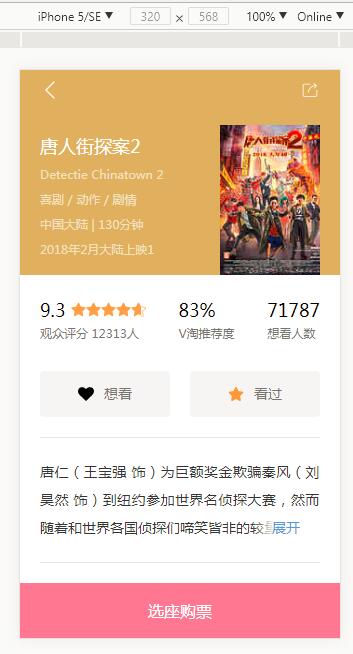 iPhone 5/SE ▼ 320 × 568 100% ▼ Online ▼
唐人街探案2
Detectie Chinatown 2
喜剧 / 动作 / 剧情
中国大陆 | 130分钟
2018年2月大陆上映1
唐人街探案2
9.3
观众评分 12313人
83%
V淘推荐度
71787
想看人数
想看
看过
唐仁（王宝强 饰）为巨额奖金欺骗秦风（刘
昊然 饰）到纽约参加世界名侦探大赛，然而
随着和世界各国侦探们啼笑皆非的较量展开
选座购票